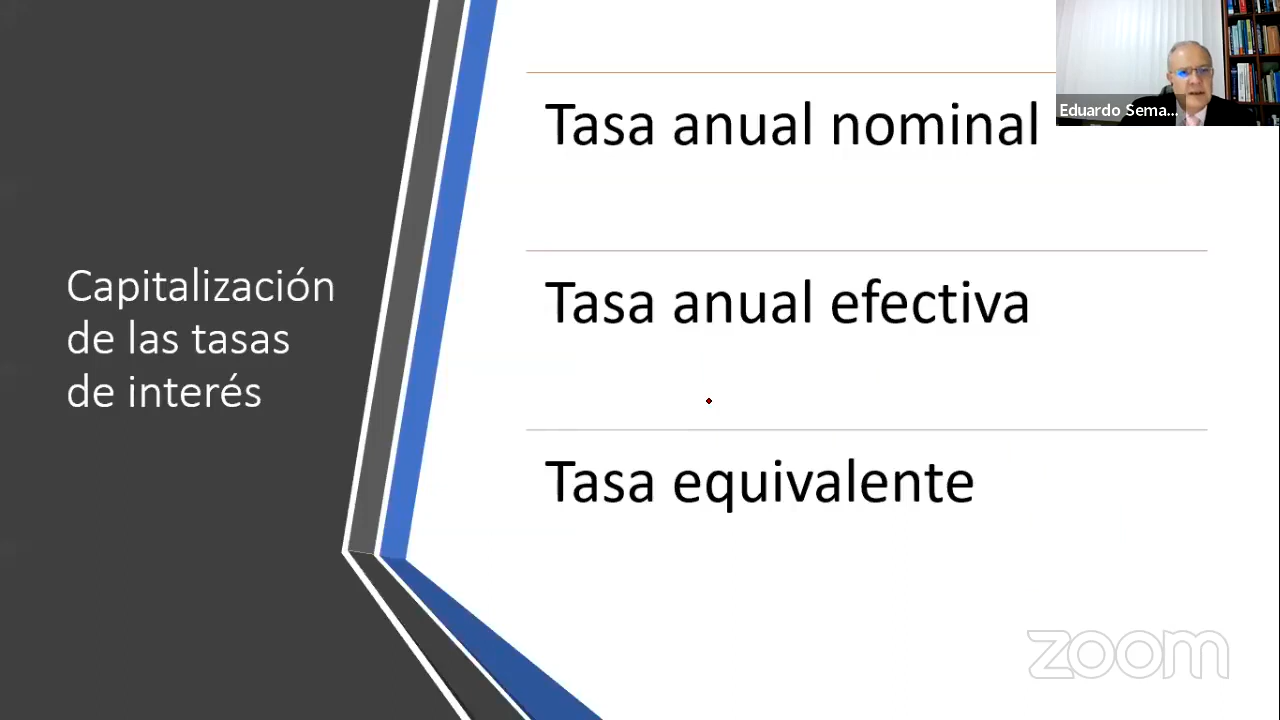 Capitalización
de las tasas
de interés
Tasa anual nominal
Tasa anual efectiva
Tasa equivalente
Eduardo Sema...
zoom